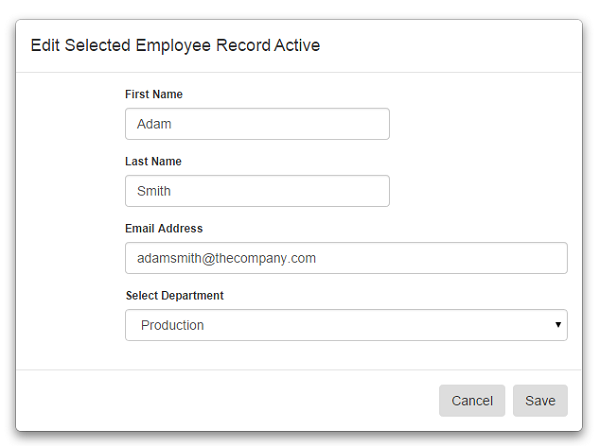 Edit Selected Employee Record Active
First Name
Adam
Last Name
Smith
Email Address
adamsmith@thecompany.com
Select Department
Production
Cancel Save